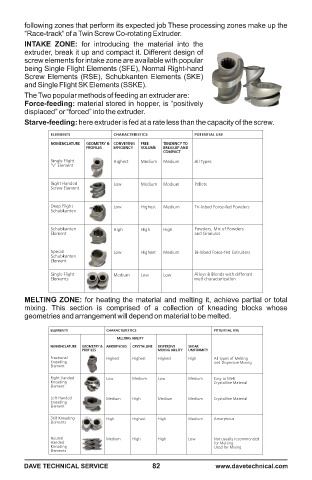 following zones that perform its expected job These processing zones make up the
"Race-track" of a Twin Screw Co-rotating Extruder.
INTAKE ZONE: for introducing the material into the
extruder, break it up and compact it. Different design of
screw elements for intake zone are available with popular
being Single Flight Elements (SFE), Normal Right-hand
Screw Elements (RSE), Schubkanten Elements (SKE)
and Single Flight SK Elements (SSKE).
The Two popular methods of feeding an extruder are:
Force-feeding: material stored in hopper, is "positively
displaced" or "forced" into the extruder.
Starve-feeding: here extruder is fed at a rate less than the capacity of the screw.
ELEMENTS CHARACTERISTICS POTENTIAL USE
NOMENCLATURE GEOMETRY & PROFILES CONVEYING EFFICIENCY FREE VOLUME TENDENCY TO BREAKUP AND COMPACT
Single Flight "V" Element Highest Medium Medium All types
Right Handed Screw Element Low Medium Medium Pellets
Deep Flight Schubkanten Low Highest Medium Tri-lobed Force-fed Powders
Schubkanten Element High High High Powders, Mix of Powders and Granules
Special Schubkanten Element Low Highest Medium Bi-lobed Force-fed Extruders
Single Flight Elements Medium Low Low Alloys & Blends with different melt characterization
MELTING ZONE: for heating the material and melting it, achieve partial or total
mixing. This section is comprised of a collection of kneading blocks whose
geometries and arrangement will depend on material to be melted.
ELEMENTS CHARACTERISTICS POTENTIAL USE
MELTING ABILITY
NOMENCLATURE GEOMETRY & PROFILES AMORPHOUS CRYSTALLINE DISPERSIVE MIXING ABILITY SHEAR UNIFORMITY
Fractional Kneading Element Highest Highest Highest High All types of Melting and Dispersive Mixing
Right Handed Kneading Element Low Medium Low Medium Easy to Melt Crystalline Material
Left Handed Kneading Element Medium High Medium Medium Crystalline Material
Kneading Elements High Highest High Medium Amorphous
Neutral Handed Kneading Elements Medium High High Low Not usually recommended for Melting Used for Mixing
DAVE TECHNICAL SERVICE 82 www.davetechnical.com